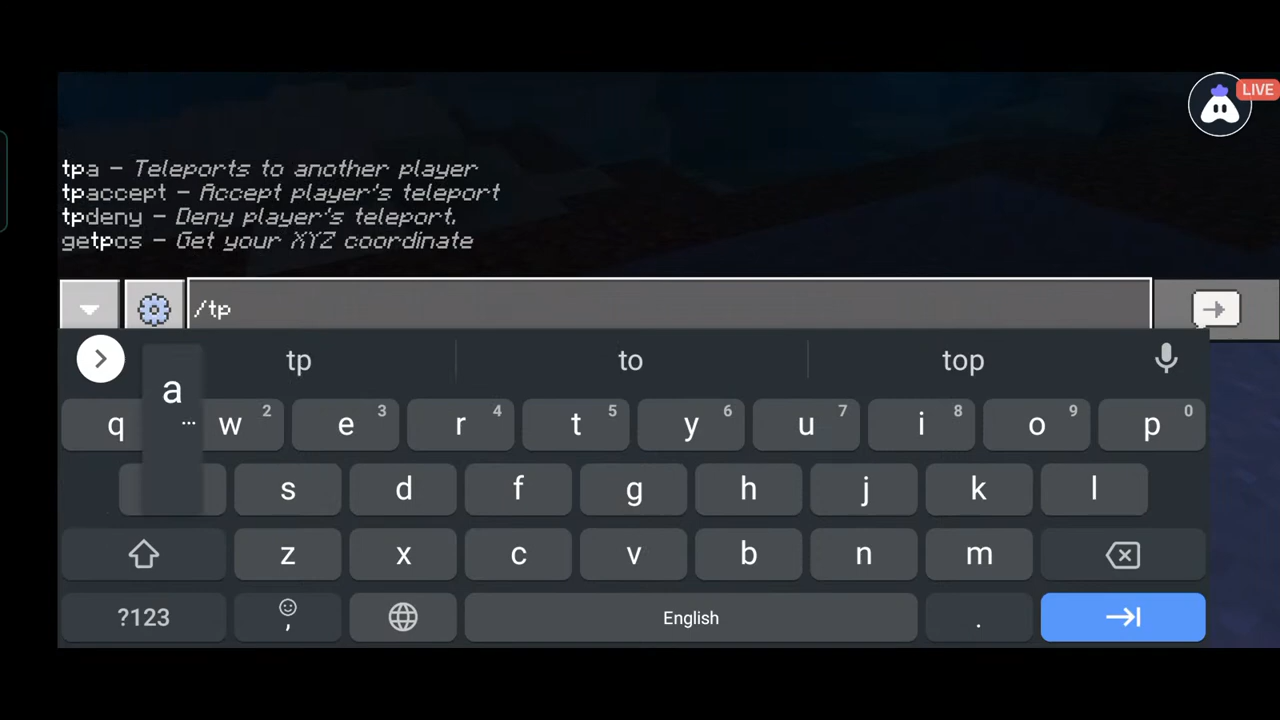 LIVE
tpa – Teleports to another player
tpaccept – Accept player's teleport
tpdeny – Deny player's teleport.
getpos – Get your XYZ coordinate
/tp
tp to top
a
...
q w 2 e 3 r 4 t 5 y 6 u 7 i 8 o 9 p 0
s d f g h j k l
z x c v b n m
?123 , English .